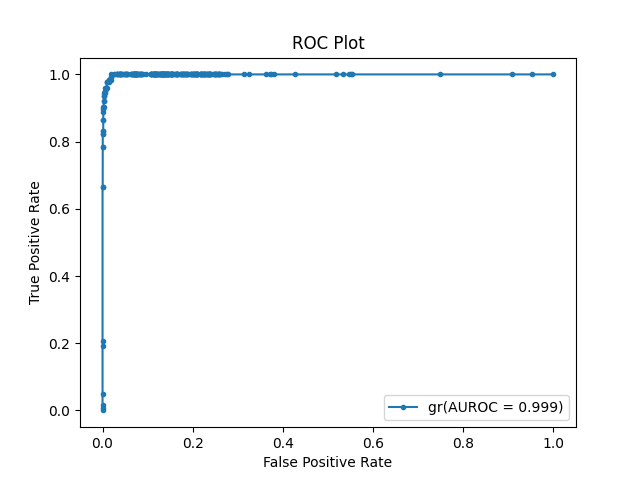 ROC Plot
True Positive Rate
1.0
0.8
0.6
0.4
0.2
0.0
gr(AUROC = 0.999)
0.0 0.2 0.4 0.6 0.8 1.0
False Positive Rate